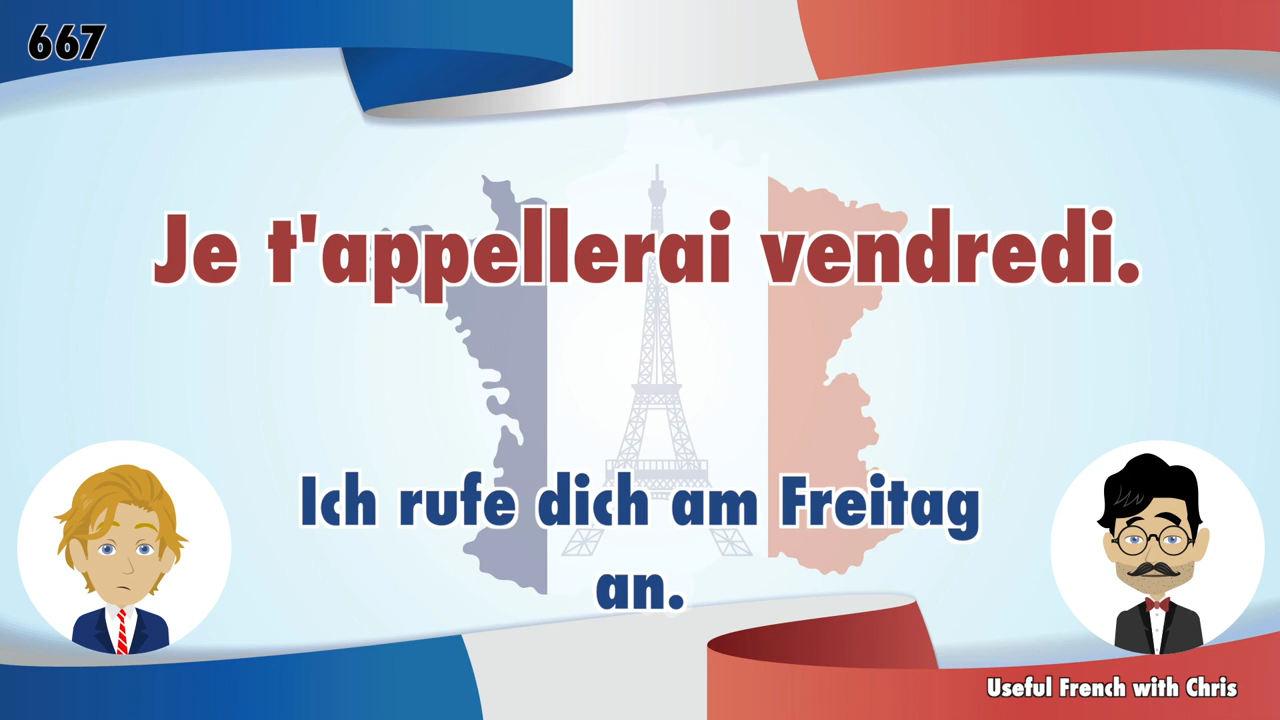 667
Je t'appellerai vendredi.
Ich rufe dich am Freitag
an.
Useful French with Chris